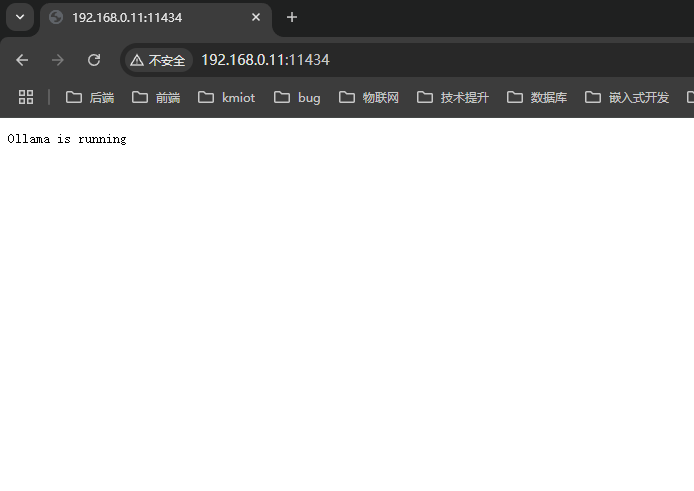 192.168.0.11:11434
不安全 192.168.0.11:11434
后端 前端 kmiot bug 物联网 技术提升 数据库 嵌入式开发
Ollama is running